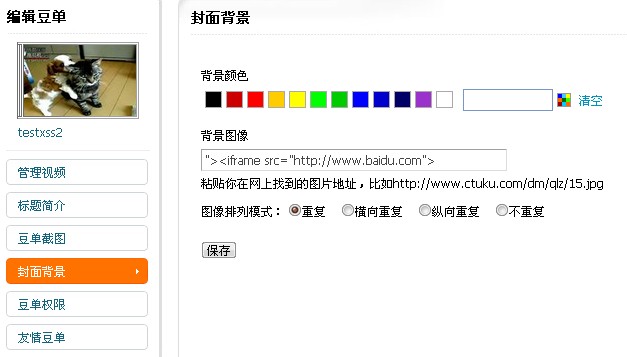 编辑豆单
testxss2
管理视频
标题简介
豆单截图
封面背景
豆单权限
友情豆单
封面背景
背景颜色
清空
背景图像
"><iframe src="http://www.baidu.com">
粘贴你在网上找到的图片地址，比如http://www.ctuku.com/dm/qlz/15.jpg
图像排列模式： 重复 横向重复 纵向重复 不重复
保存